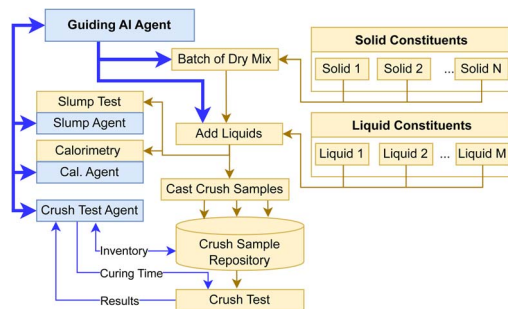 Guiding AI Agent
Solid Constituents
Batch of Dry Mix
Solid 1 Solid 2 ... Solid N
Slump Test
Slump Agent
Add Liquids
Liquid Constituents
Calorimetry
Cal. Agent
Liquid 1 Liquid 2 ... Liquid M
Cast Crush Samples
Crush Test Agent
Inventory
Crush Sample
Repository
Curing Time
Results
Crush Test